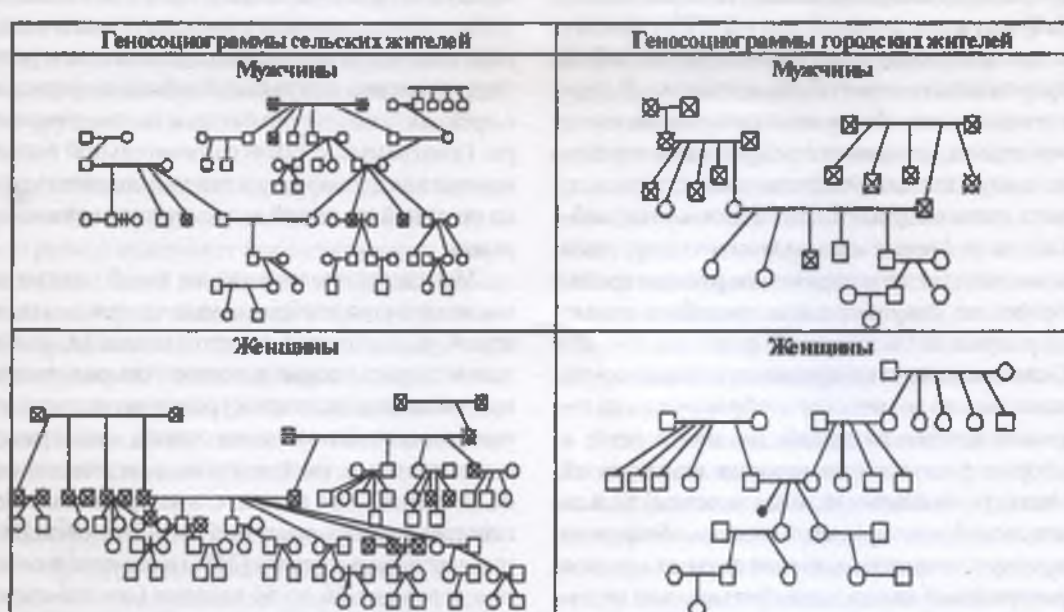 Геносоциограммы сельских жителей
Геносоциограммы городских жителей
Мужчины
Мужчины
Женщины
Женщины